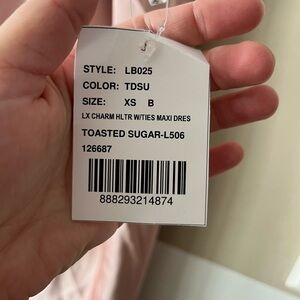 STYLE: LB025
COLOR: TDSU
SIZE: XS B
LX CHARM HLTR W/TIES MAXI DRES
TOASTED SUGAR-L506
126687
888293214874